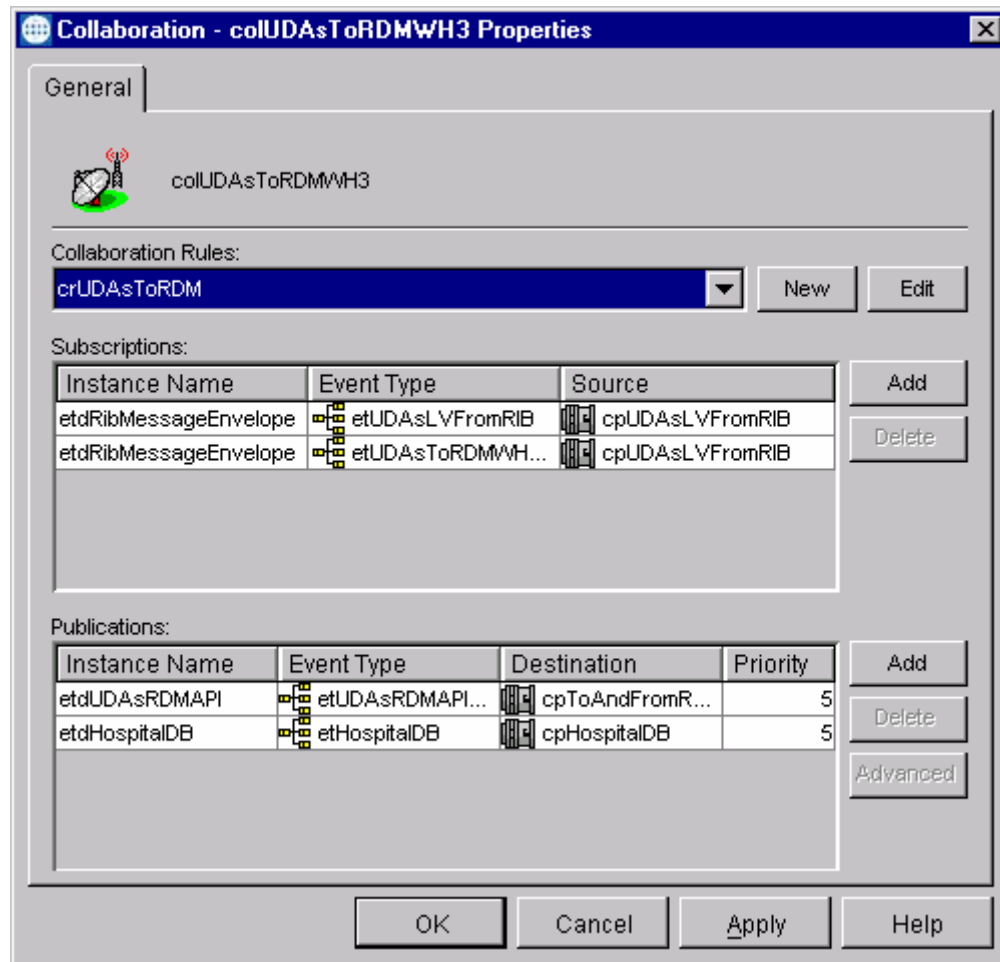 Collaboration - colUDAsToRDMWH3 Properties
General
colUDAsToRDMWH3
Collaboration Rules:
crUDAsToRDM New Edit
Subscriptions:
Instance Name Event Type Source Add
etdRibMessageEnvelope etUDAsLVFromRIB cpUDAsLVFromRIB
Delete
etdRibMessageEnvelope etUDAsToRDMWH... cpUDAsLVFromRIB
Publications:
Instance Name Event Type Destination Priority Add
etdUDAsRDMAPI etUDAsRDMAPI... cpToAndFromR... 5
Delete
etdHospitalDB etHospitalDB cpHospitalDB 5
Advanced
OK Cancel Apply Help